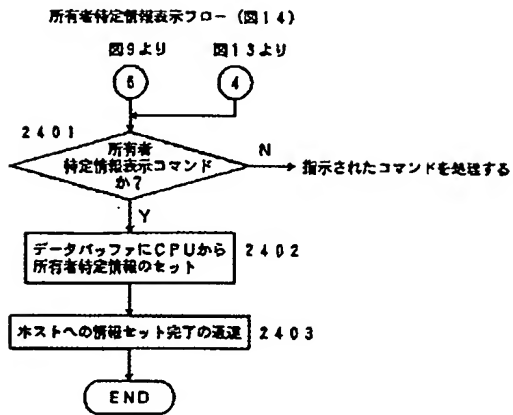 所有者特定情報表示フロー（図14）
図9より 図13より
5 4
2401
所有者
特定情報表示コマンド
か？
N
指示されたコマンドを処理する
Y
データバッファにCPUから
所有者特定情報のセット
2402
ホストへの情報セット完了の返送
2403
END